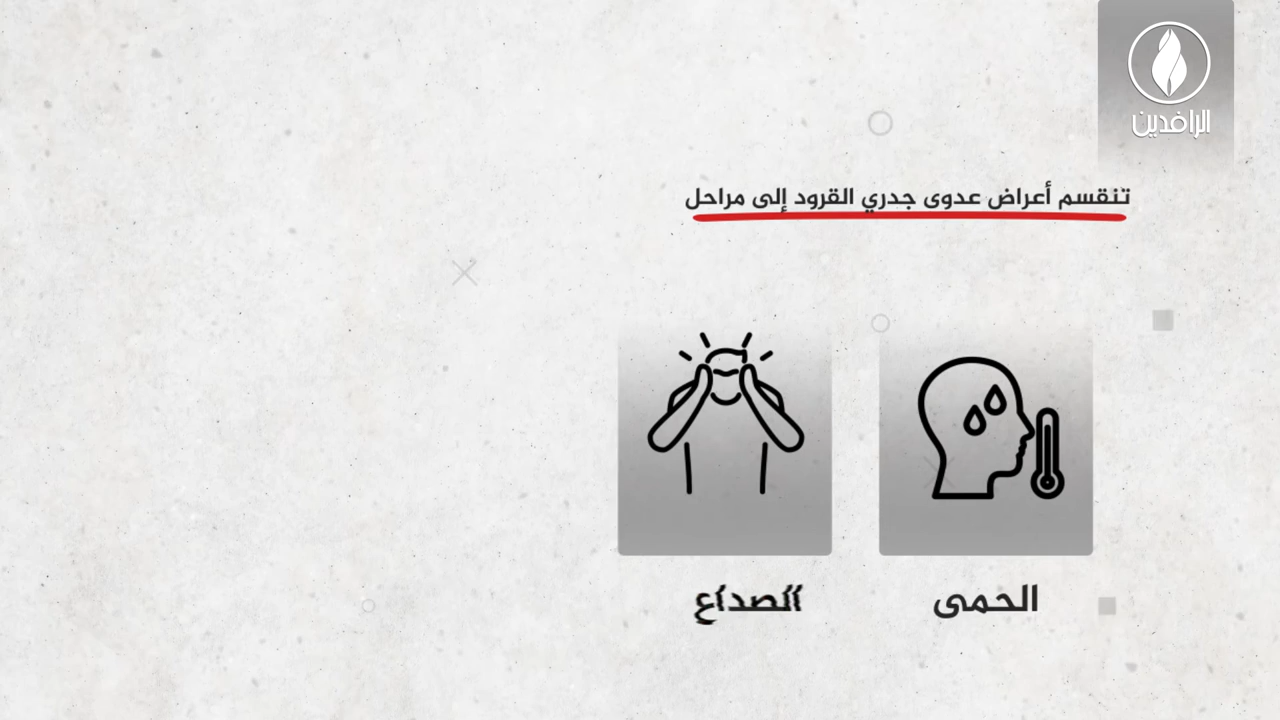 الرافدين
تنقسم أعراض عدوى جدري القرود إلى مراحل
الحمى
الصداع